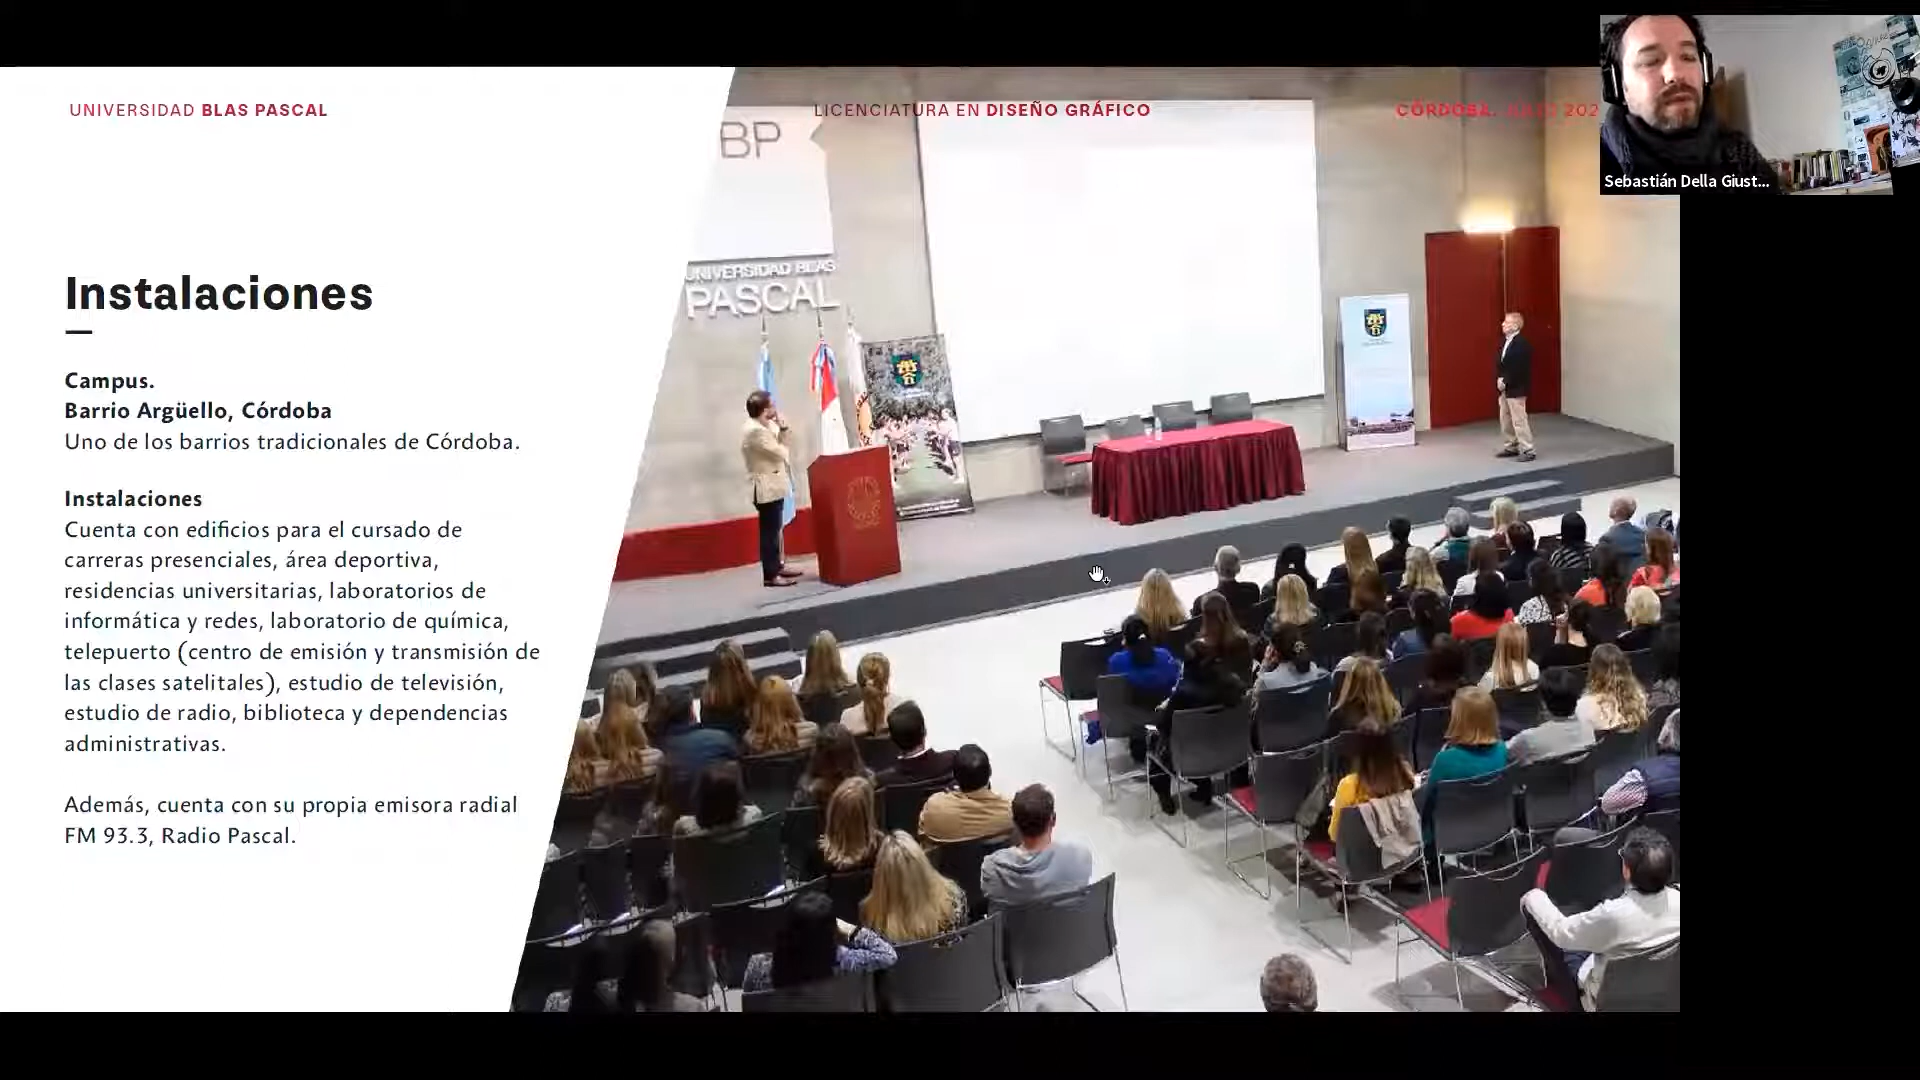 UNIVERSIDAD BLAS PASCAL
LICENCIATURA EN DISEÑO GRÁFICO
CÓRDOBA.
Sebastián Della Giust...
BP
UNIVERSIDAD BLAS
PASCAL
Instalaciones
Campus.
Barrio Argüello, Córdoba
Uno de los barrios tradicionales de Córdoba.
Instalaciones
Cuenta con edificios para el cursado de
carreras presenciales, área deportiva,
residencias universitarias, laboratorios de
informática y redes, laboratorio de química,
telepuerto (centro de emisión y transmisión de
las clases satelitales), estudio de televisión,
estudio de radio, biblioteca y dependencias
administrativas.
Además, cuenta con su propia emisora radial
FM 93.3, Radio Pascal.